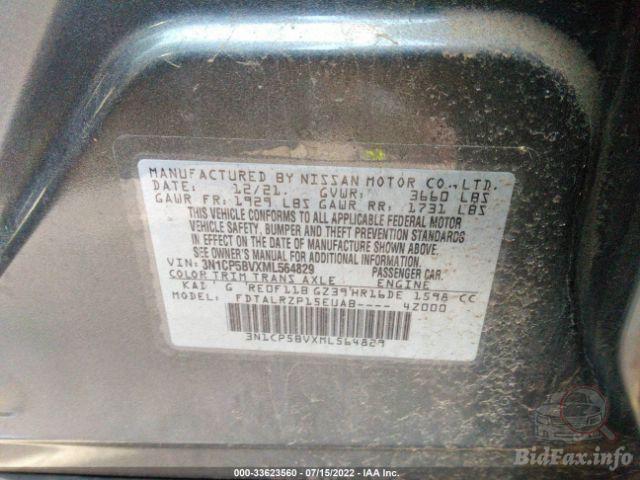 MANUFACTURED BY NISSAN MOTOR CO.,LTD.
DATE: 12/21. GVWR: 3660 LBS
GAWR FR: 1929 LBS GAWR RR: 1731 LBS
THIS VEHICLE CONFORMS TO ALL APPLICABLE FEDERAL MOTOR
VEHICLE SAFETY, BUMPER AND THEFT PREVENTION STANDARDS
IN EFFECT ON THE DATE OF MANUFACTURE SHOWN ABOVE.
SEE OWNER'S MANUAL FOR ADDITIONAL INFORMATION.
VIN: 3N1CP5BVXML564829 PASSENGER CAR
COLOR TRIM TRANS AXLE ENGINE
KAD G RE0F11B GZ39 HR16DE 1598 CC
MODEL: FDTALRZP15EUAB---- 42000
3N1CP5BVXML564829
BidFax.info
000-33623560 - 07/15/2022 - IAA Inc.